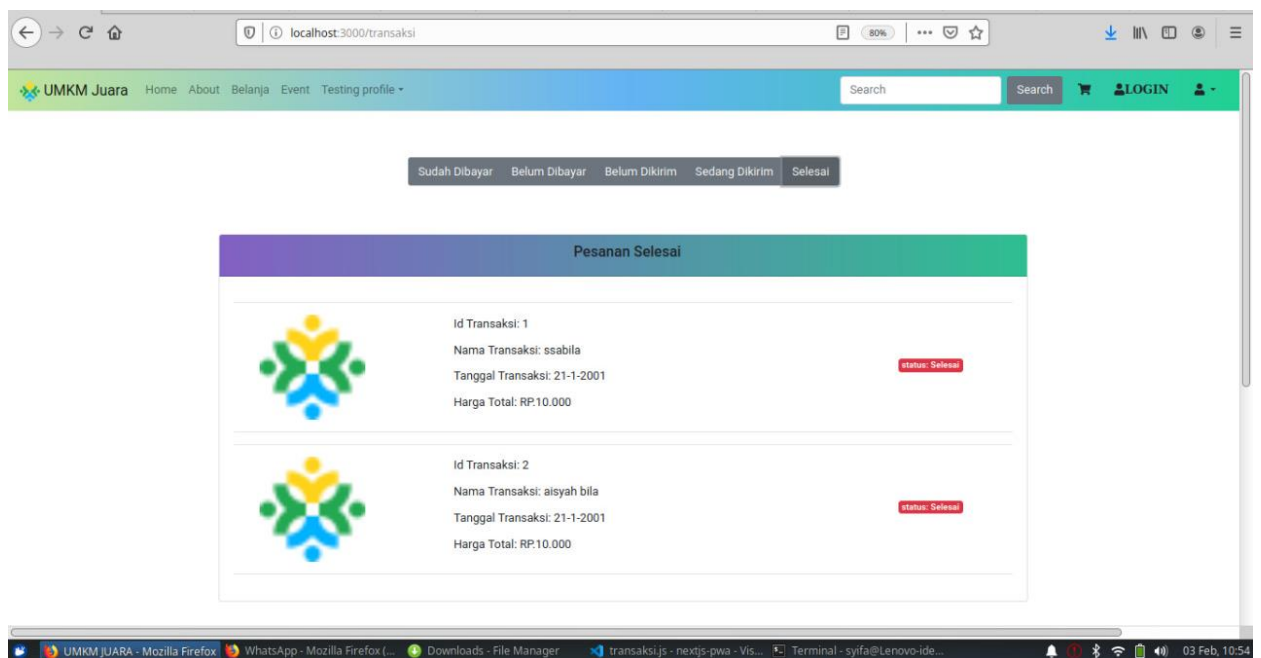 localhost:3000/transaksi
80%
UMKM Juara Home About Belanja Event Testing profile Search Search LOGIN
Sudah Dibayar Belum Dibayar Belum Dikirim Sedang Dikirim Selesai
Pesanan Selesai
Id Transaksi: 1
Nama Transaksi: ssabila
Tanggal Transaksi: 21-1-2001
Harga Total: RP.10.000
status: Selesai
Id Transaksi: 2
Nama Transaksi: aisyah bila
Tanggal Transaksi: 21-1-2001
Harga Total: RP.10.000
status: Selesai
UMKM JUARA - Mozilla Firefox WhatsApp - Mozilla Firefox (... Downloads - File Manager transaksi.js - nextjs-pwa - Vis... Terminal - syifa@Lenovo-ide... 03 Feb, 10:54